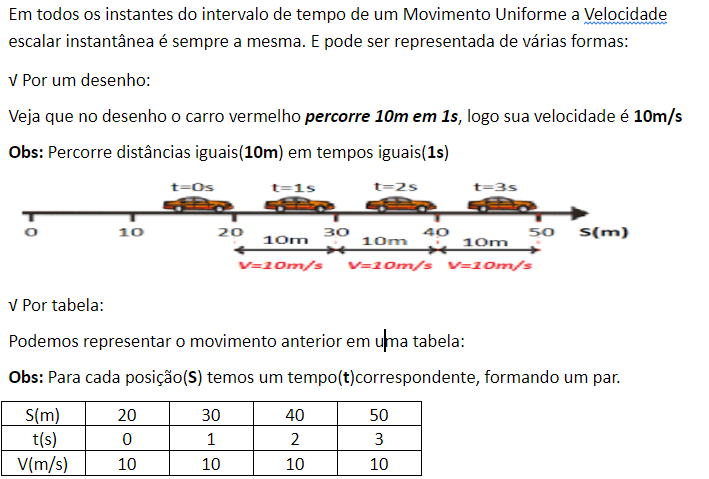 Em todos os instantes do intervalo de tempo de um Movimento Uniforme a Velocidade
escalar instantânea é sempre a mesma. E pode ser representada de várias formas:
√ Por um desenho:
Veja que no desenho o carro vermelho percorre 10m em 1s, logo sua velocidade é 10m/s
Obs: Percorre distâncias iguais(10m) em tempos iguais(1s)
t=0s t=1s t=2s t=3s
0 10 20 30 40 50 S(m)
10m 10m 10m
V=10m/s V=10m/s V=10m/s
√ Por tabela:
Podemos representar o movimento anterior em uma tabela:
Obs: Para cada posição(S) temos um tempo(t)correspondente, formando um par.
S(m) 20 30 40 50
t(s) 0 1 2 3
V(m/s) 10 10 10 10